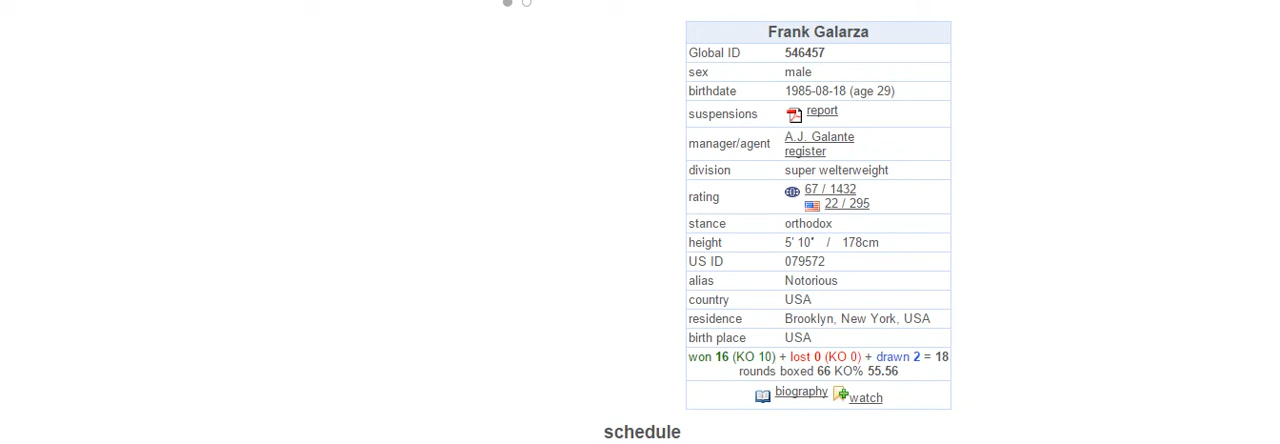 Frank Galarza
Global ID 546457
sex male
birthdate 1985-08-18 (age 29)
suspensions report
manager/agent A.J. Galante
register
division super welterweight
rating 67 / 1432
22 / 295
stance orthodox
height 5' 10″ / 178cm
US ID 079572
alias Notorious
country USA
residence Brooklyn, New York, USA
birth place USA
won 16 (KO 10) + lost 0 (KO 0) + drawn 2 = 18
rounds boxed 66 KO% 55.56
biography watch
schedule